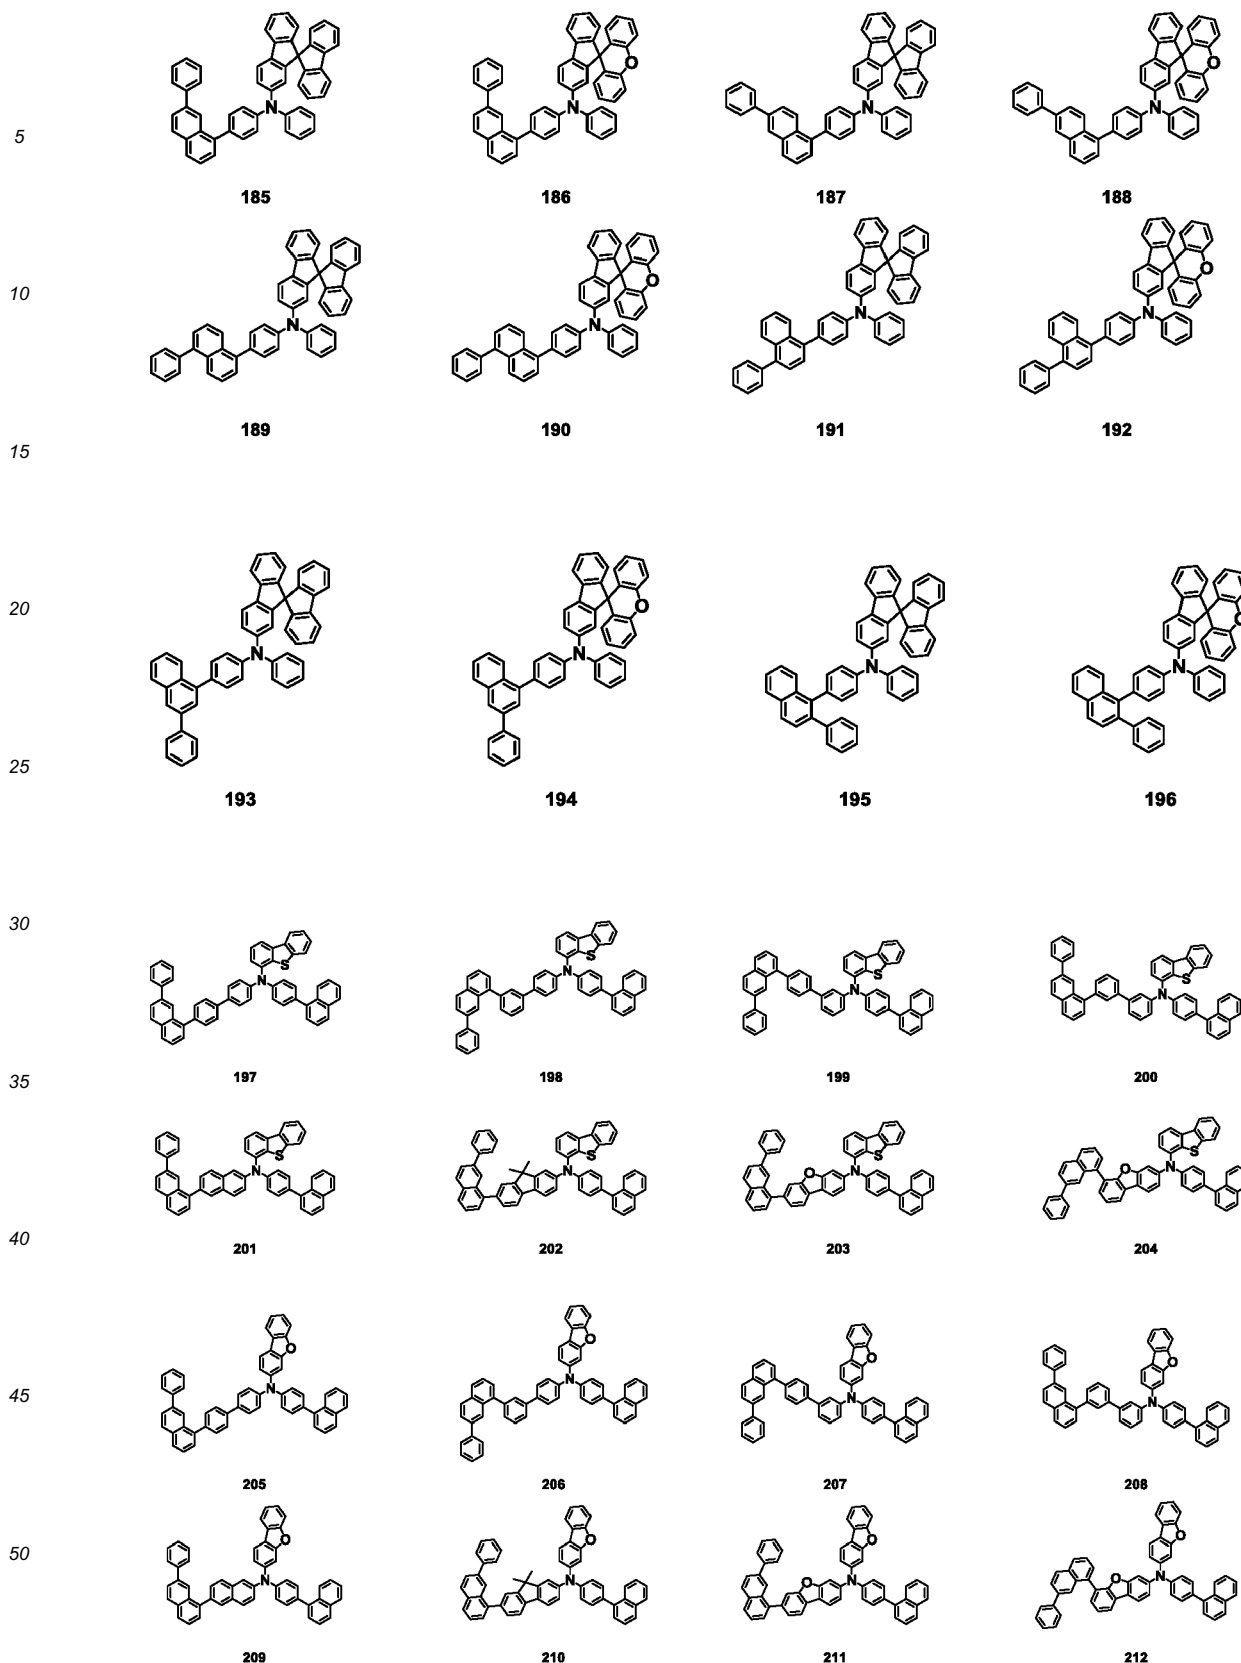 N N O N N O
5
185 186 187 188
N N O N N O
10
189 190 191 192
15
N N O N N O
20
25
193 194 195 196
30
S N S N S N S N
35
197 198 199 200
S N S N O S N O S N
40
201 202 203 204
O N O N O N O N
45
205 206 207 208
O N O N O O N O O N
50
209 210 211 212